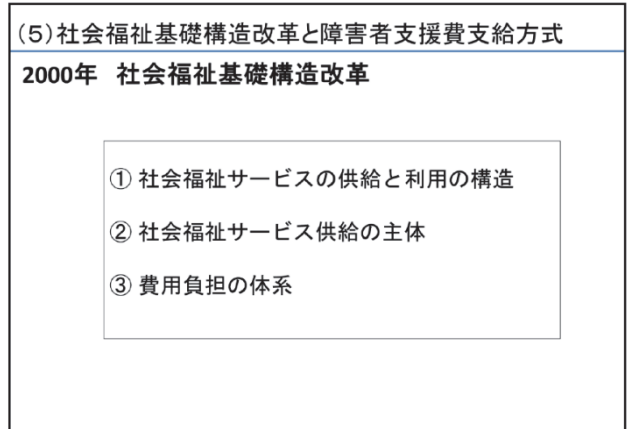 （5）社会福祉基礎構造改革と障害者支援費支給方式
2000年 社会福祉基礎構造改革
① 社会福祉サービスの供給と利用の構造
② 社会福祉サービス供給の主体
③ 費用負担の体系